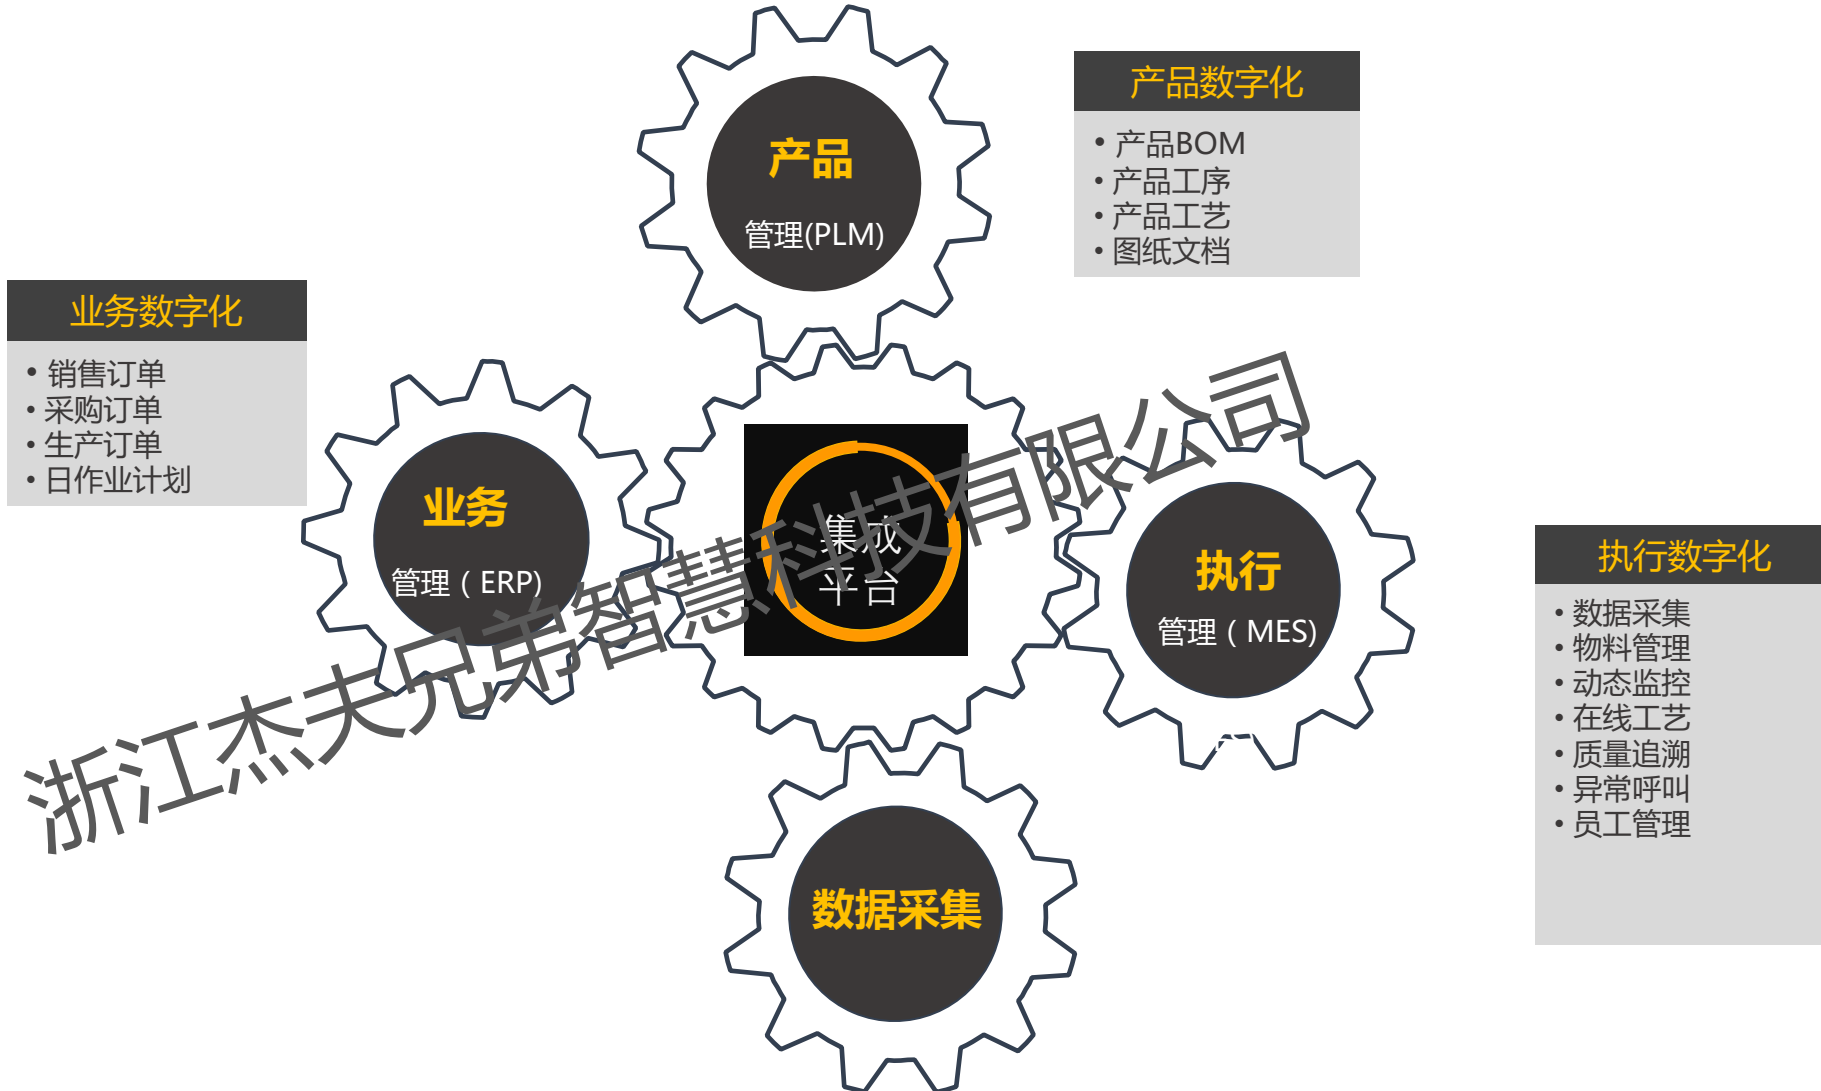 产品
管理(PLM)
产品数字化
• 产品BOM
• 产品工序
• 产品工艺
• 图纸文档
业务数字化
• 销售订单
• 采购订单
• 生产订单
• 日作业计划
业务
管理（ERP)
集成
平台
执行
管理（MES)
执行数字化
• 数据采集
• 物料管理
• 动态监控
• 在线工艺
• 质量追溯
• 异常呼叫
• 员工管理
数据采集
浙江杰夫兄弟智慧科技有限公司